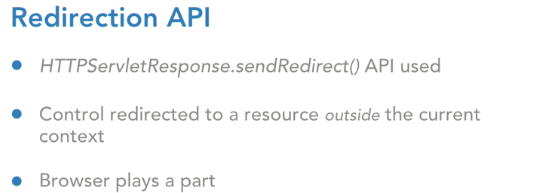 Redirection API
HTTPServletResponse.sendRedirect() API used
Control redirected to a resource outside the current
context
Browser plays a part